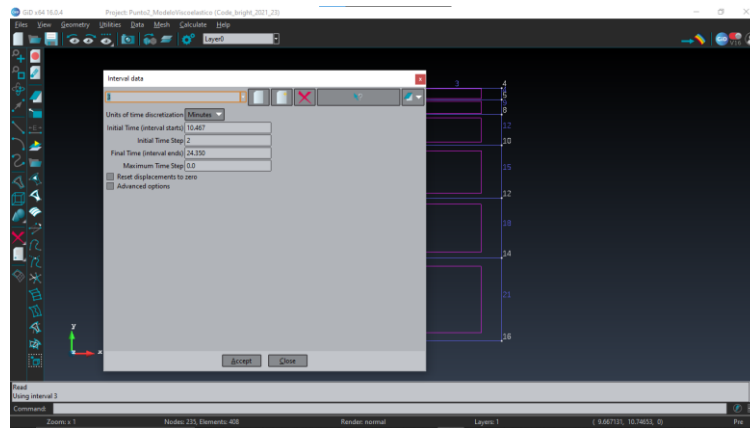 GiD x64 16.0.4 Project: Punto2_ModeloViscoelastico (Code_bright_2021_23)
Files View Geometry Utilities Data Mesh Calculate Help
Layer0
GiD
V16
Interval data
Units of time discretization Minutes
Initial Time (interval starts) 10.467
Initial Time Step 2
Final Time (interval ends) 24.350
Maximum Time Step 0.0
Reset displacements to zero
Advanced options
Accept Close
3
4
8
12
10
15
12
18
14
21
16
y
x
Read
Using interval 3
Command:
Zoom: x 1 Nodes: 235, Elements: 408 Render: normal Layers: 1 ( 9.667131, 10.74653, 0) Pre